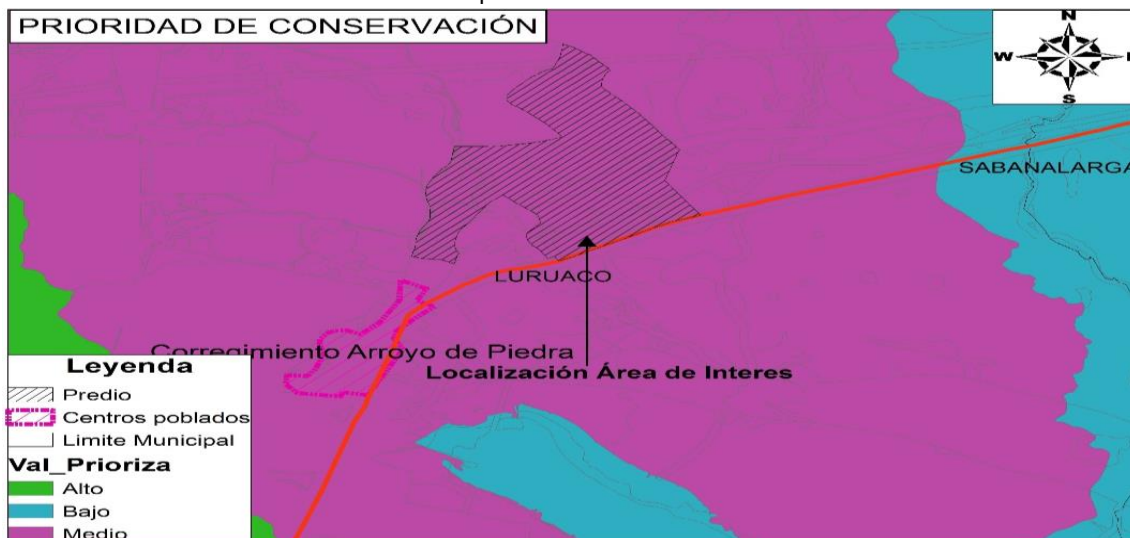 PRIORIDAD DE CONSERVACIÓN
N
W
S
SABANALARGA
LURUACO
Corregimiento Arroyo de Piedra
Localización Área de Interes
Leyenda
Predio
Centros poblados
Limite Municipal
Val_Prioriza
Alto
Bajo
Medio